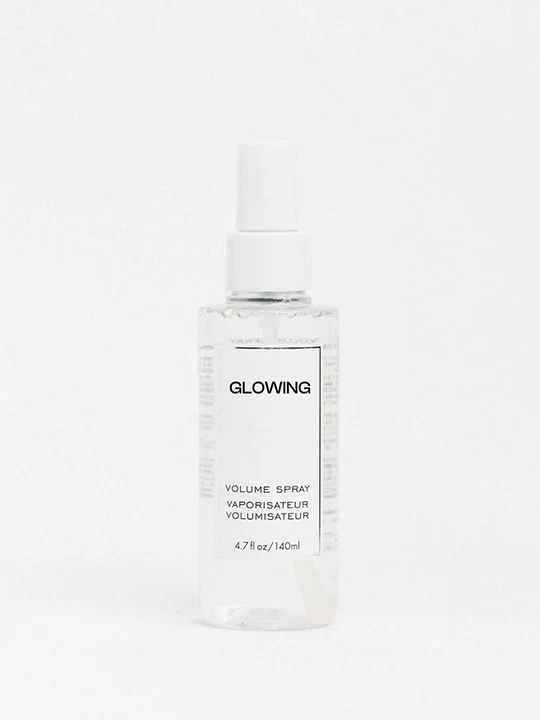 GLOWING
VOLUME SPRAY
VAPORISATEUR
VOLUMISATEUR
4.7 fl oz/140ml